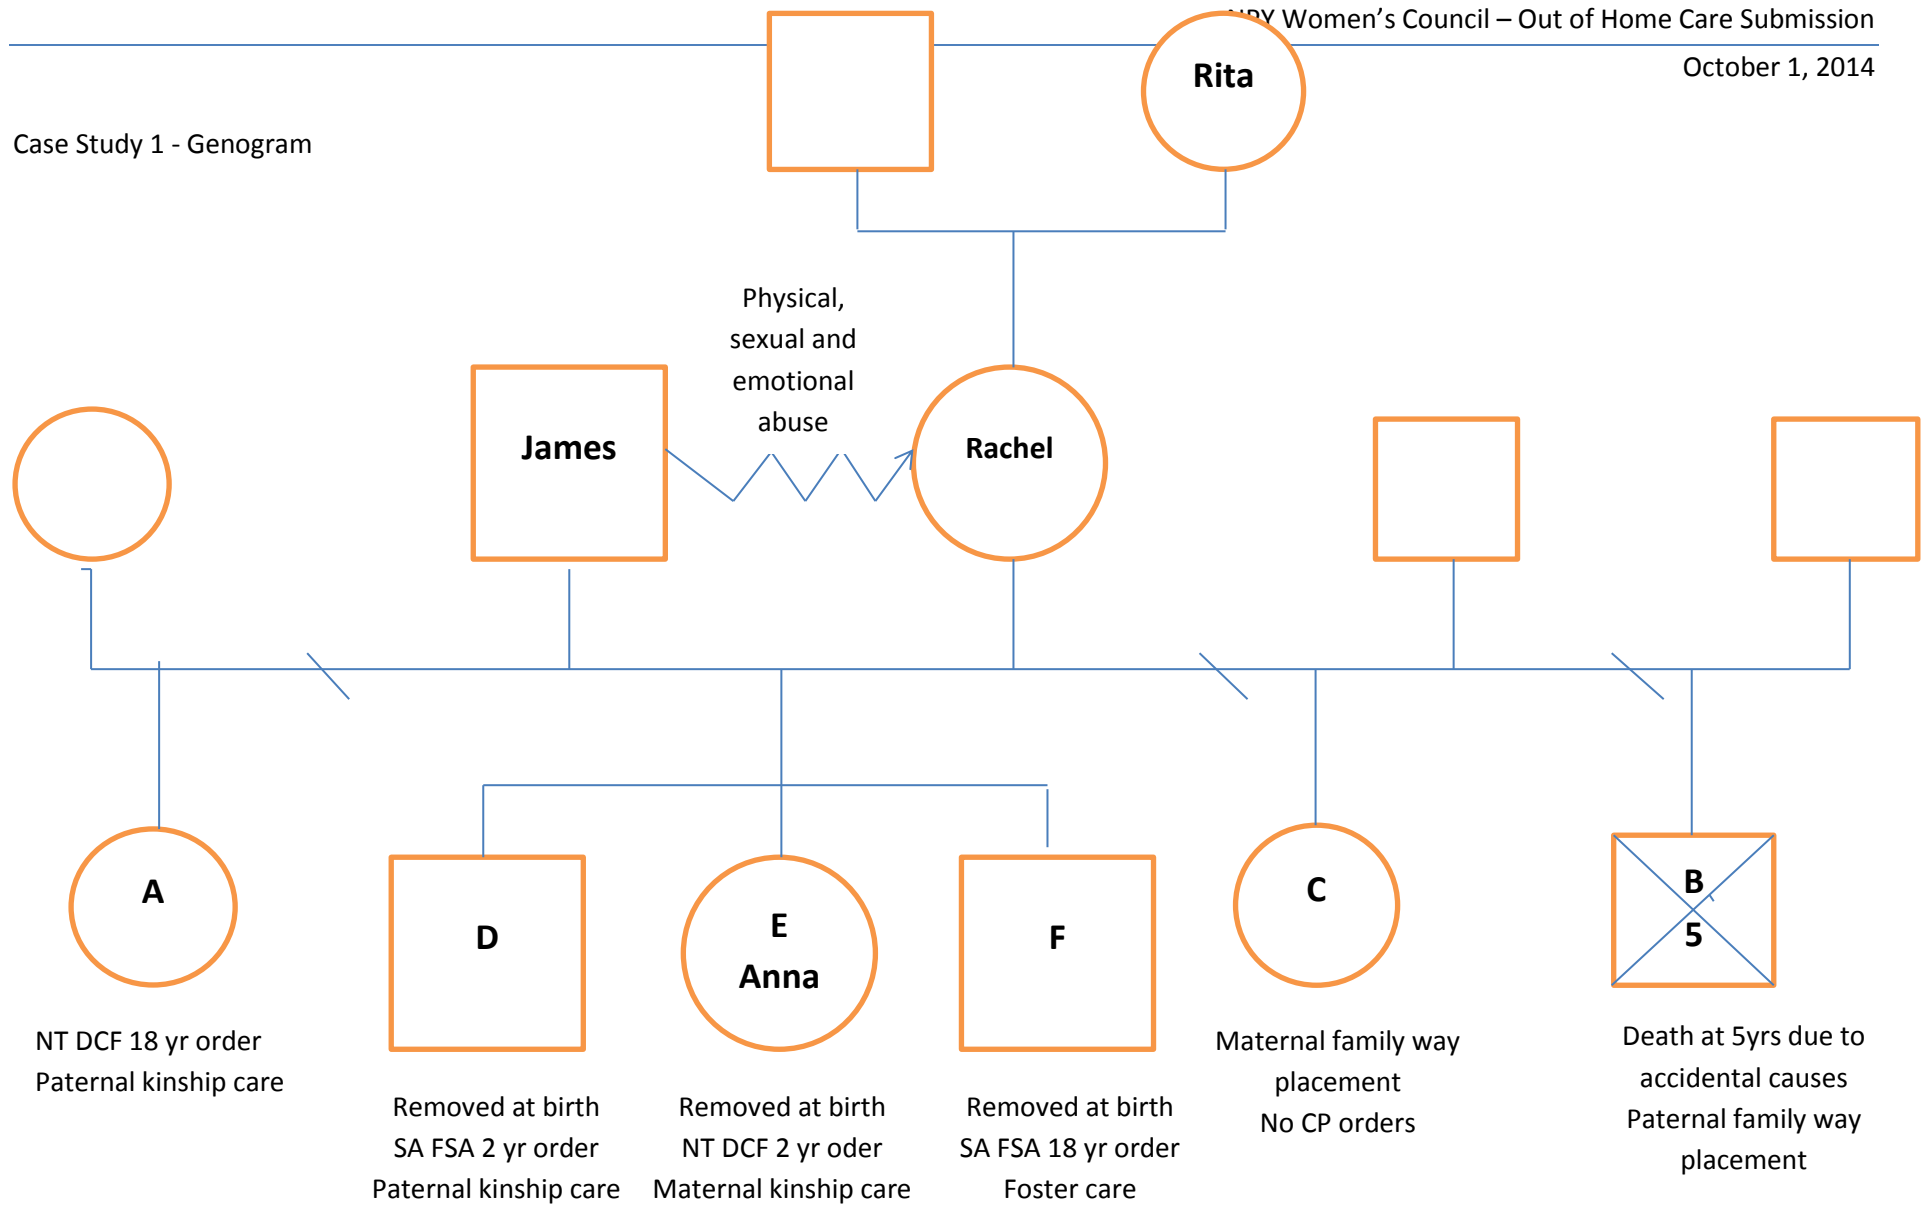 NPY Women's Council – Out of Home Care Submission
October 1, 2014
Rita
Case Study 1 - Genogram
Physical,
sexual and
emotional
abuse
James
Rachel
A
D
E
Anna
F
C
B
5
NT DCF 18 yr order
Paternal kinship care
Removed at birth
SA FSA 2 yr order
Paternal kinship care
Removed at birth
NT DCF 2 yr oder
Maternal kinship care
Removed at birth
SA FSA 18 yr order
Foster care
Maternal family way
placement
No CP orders
Death at 5yrs due to
accidental causes
Paternal family way
placement